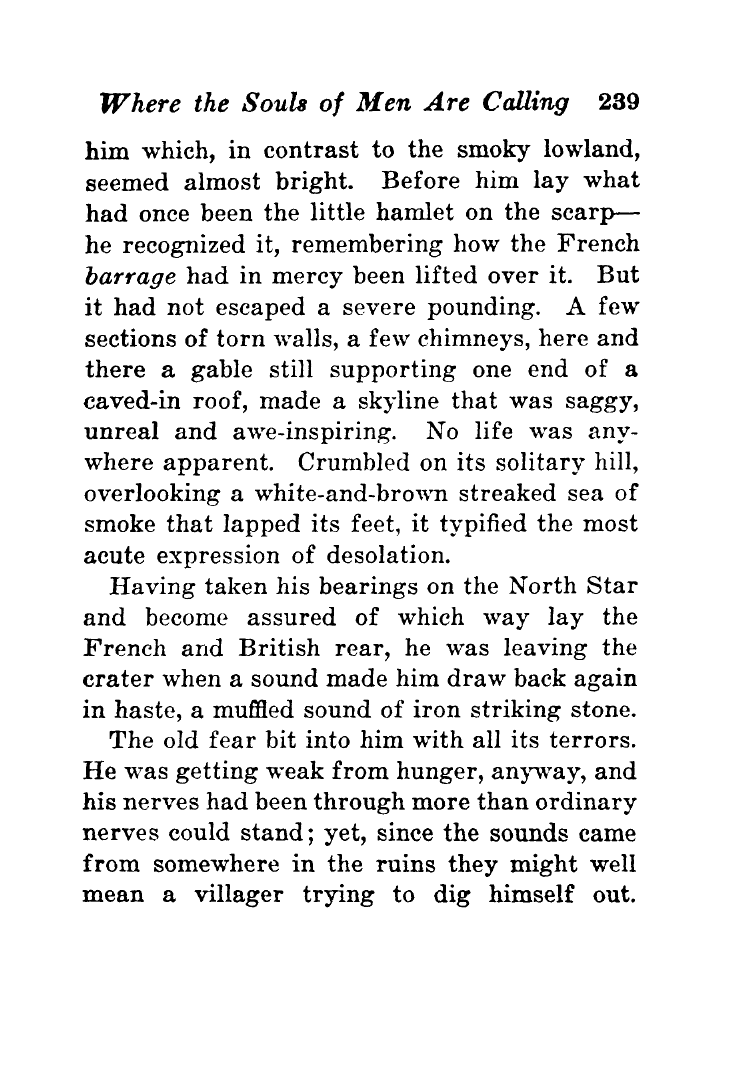 Where the Souls of Men Are Calling 239
him which, in contrast to the smoky lowland,
seemed almost bright. Before him lay what
had once been the little hamlet on the scarp—
he recognized it, remembering how the French
barrage had in mercy been lifted over it. But
it had not escaped a severe pounding. A few
sections of torn walls, a few chimneys, here and
there a gable still supporting one end of a
caved-in roof, made a skyline that was saggy,
unreal and awe-inspiring. No life was any-
where apparent. Crumbled on its solitary hill,
overlooking a white-and-brown streaked sea of
smoke that lapped its feet, it typified the most
acute expression of desolation.
Having taken his bearings on the North Star
and become assured of which way lay the
French and British rear, he was leaving the
crater when a sound made him draw back again
in haste, a muffled sound of iron striking stone.
The old fear bit into him with all its terrors.
He was getting weak from hunger, anyway, and
his nerves had been through more than ordinary
nerves could stand; yet, since the sounds came
from somewhere in the ruins they might well
mean a villager trying to dig himself out.